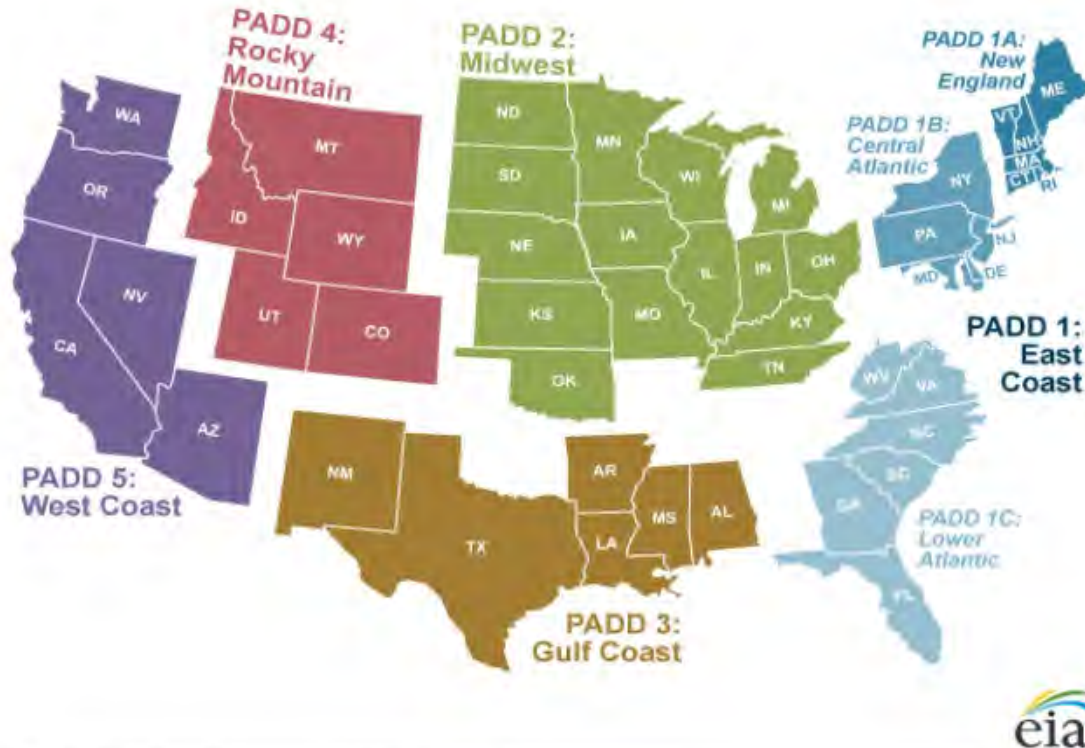 PADD 4:
Rocky
Mountain
PADD 2:
Midwest
PADD 1A:
New
England
PADD 1B:
Central
Atlantic
WA
OR
CA
NV
AZ
MT
ID
WY
UT
CO
ND
SD
NE
KS
OK
MN
IA
MO
WI
IL
IN
MI
OH
KY
TN
ME
VT
NH
MA
CT
RI
NY
PA
NJ
MD
DE
PADD 1:
East
Coast
WV
VA
NC
SC
GA
FL
PADD 1C:
Lower
Atlantic
PADD 5:
West Coast
NM
TX
AR
LA
MS
AL
PADD 3:
Gulf Coast
eia